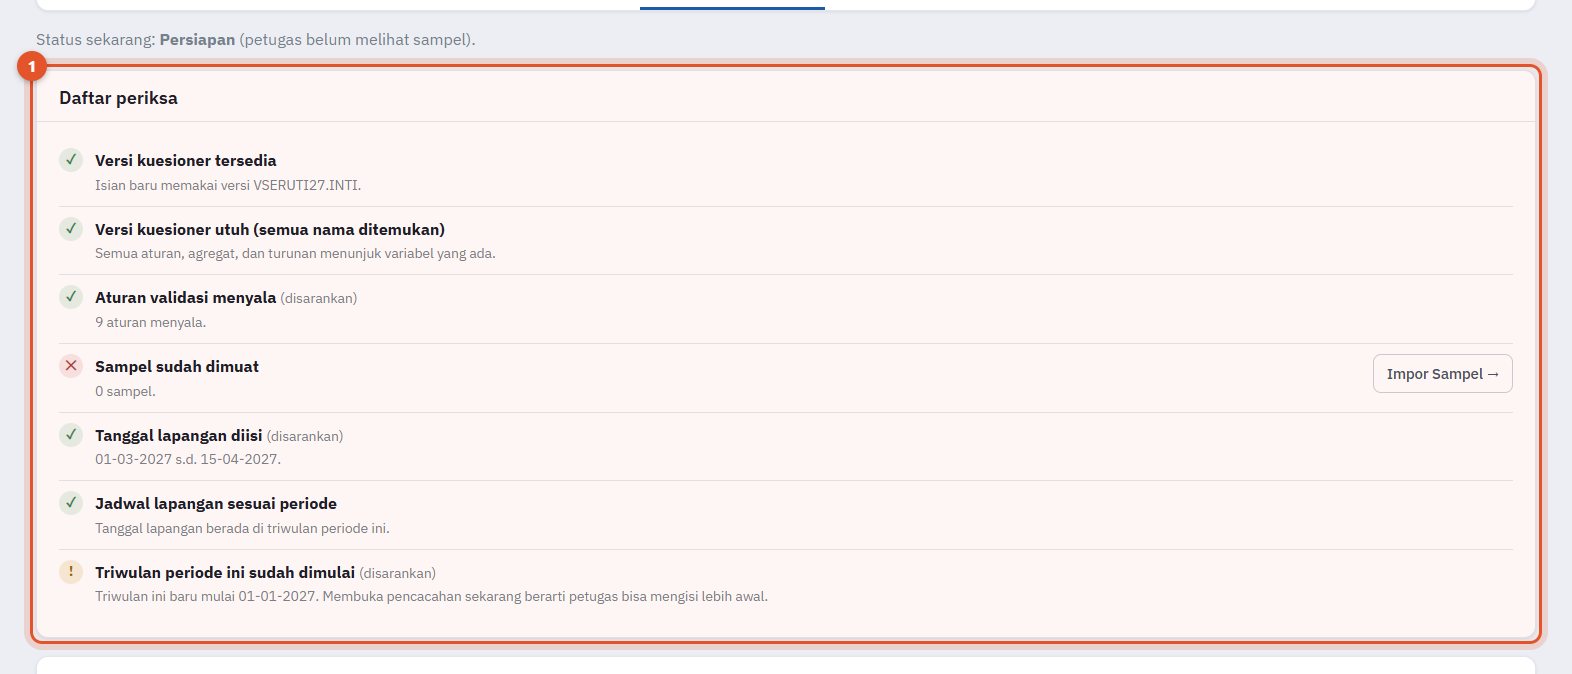 Status sekarang: Persiapan (petugas belum melihat sampel).
1
Daftar periksa
✓ Versi kuesioner tersedia
Isian baru memakai versi VSERUTI27.INTI.
✓ Versi kuesioner utuh (semua nama ditemukan)
Semua aturan, agregat, dan turunan menunjuk variabel yang ada.
✓ Aturan validasi menyala (disarankan)
9 aturan menyala.
✕ Sampel sudah dimuat
0 sampel.
Impor Sampel →
✓ Tanggal lapangan diisi (disarankan)
01-03-2027 s.d. 15-04-2027.
✓ Jadwal lapangan sesuai periode
Tanggal lapangan berada di triwulan periode ini.
! Triwulan periode ini sudah dimulai (disarankan)
Triwulan ini baru mulai 01-01-2027. Membuka pencacahan sekarang berarti petugas bisa mengisi lebih awal.